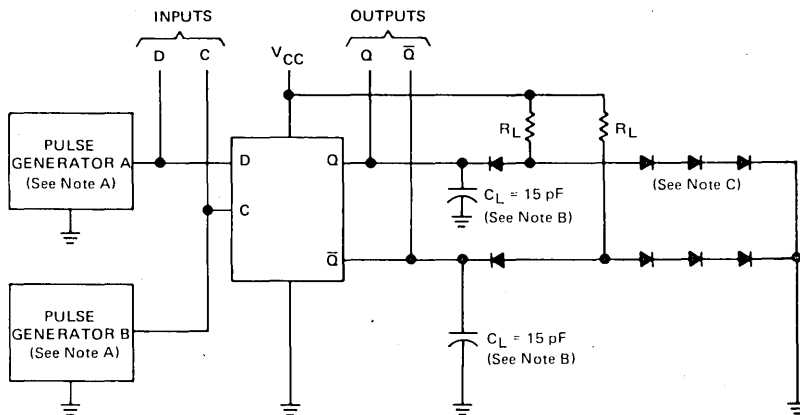 INPUTS
OUTPUTS
D
C
VCC
Q
Q̅
RL
RL
PULSE
GENERATOR A
(See Note A)
D
Q
CL = 15 pF
(See Note B)
(See Note C)
C
Q̅
PULSE
GENERATOR B
(See Note A)
CL = 15 pF
(See Note B)